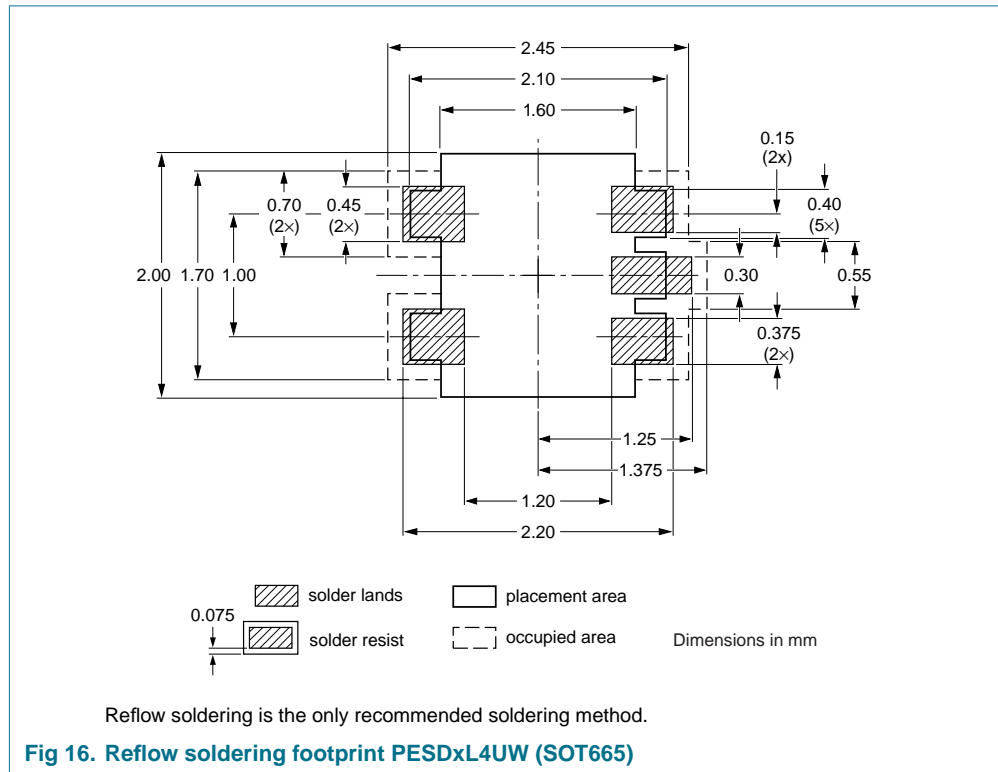 2.45
2.10
1.60
0.15
(2x)
0.70
(2×)
0.45
(2×)
0.40
(5×)
2.00
1.70
1.00
0.30
0.55
0.375
(2×)
1.25
1.375
1.20
2.20
solder lands
placement area
0.075
solder resist
occupied area
Dimensions in mm
Reflow soldering is the only recommended soldering method.
Fig 16. Reflow soldering footprint PESDxL4UW (SOT665)